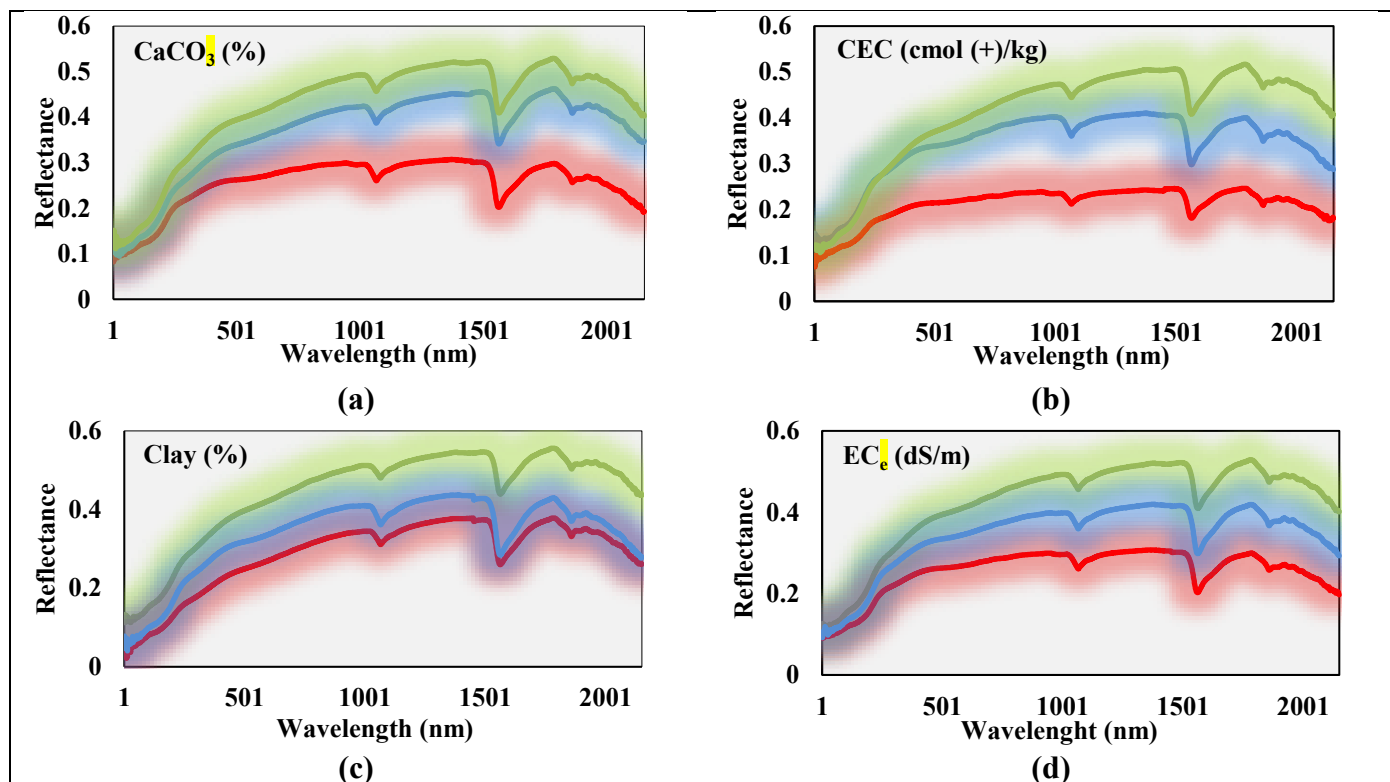 CaCO₃ (%)
Reflectance
0.6
0.5
0.4
0.3
0.2
0.1
0
1 501 1001 1501 2001
Wavelength (nm)
(a)
CEC (cmol (+)/kg)
Reflectance
0.6
0.5
0.4
0.3
0.2
0.1
0
1 501 1001 1501 2001
Wavelength (nm)
(b)
Clay (%)
Reflectance
0.6
0.4
0.2
0
1 501 1001 1501 2001
Wavelength (nm)
(c)
ECₑ (dS/m)
Reflectance
0.6
0.4
0.2
0
1 501 1001 1501 2001
Wavelenght (nm)
(d)